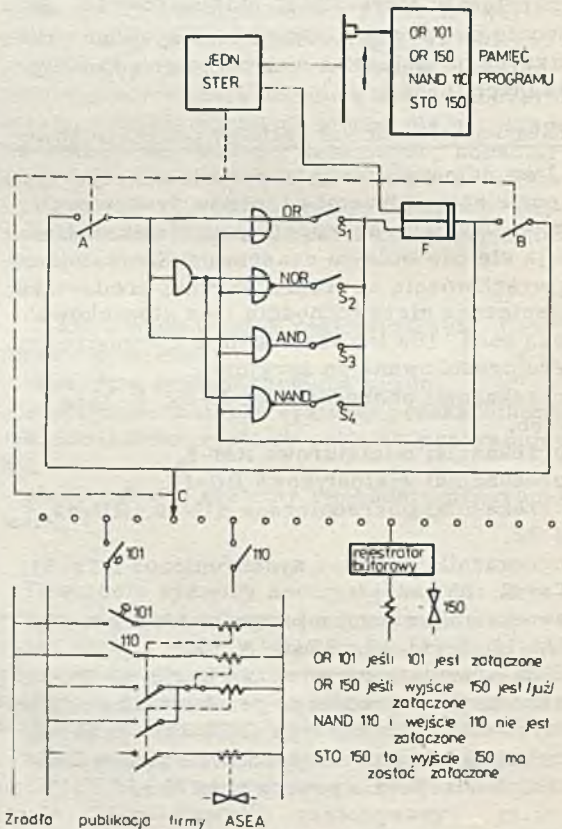 OR 101
OR 150
NAND 110
STO 150
PAMIĘĆ
PROGRAMU
JEDN
STER
A
OR
S1
F
B
NOR
S2
AND
S3
NAND
S4
C
101
110
rejestrator
buforowy
101
150
110
OR 101 jeśli 101 jest załączone
OR 150 jeśli wyjście 150 jest /już/
załączone
NAND 110 i wejście 110 nie jest
załączone
STO 150 to wyjście 150 ma
zostać załączone
Zródło publikacja firmy ASEA